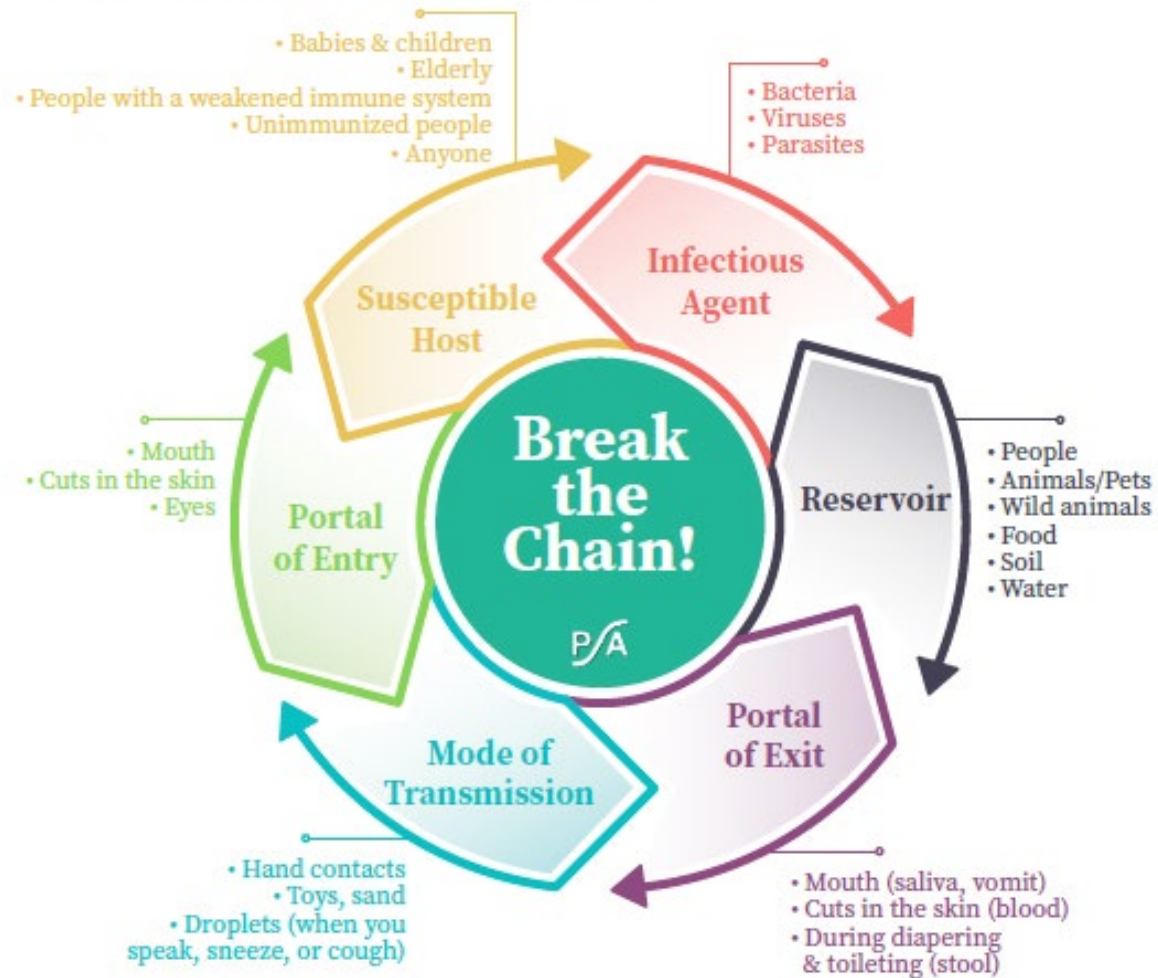 • Babies & children
• Elderly
• People with a weakened immune system
• Unimmunized people
• Anyone
• Bacteria
• Viruses
• Parasites
Infectious
Agent
Susceptible
Host
Break
the
Chain!
PSA
• Mouth
• Cuts in the skin
• Eyes
Portal
of Entry
Reservoir
• People
• Animals/Pets
• Wild animals
• Food
• Soil
• Water
Portal
of Exit
Mode of
Transmission
• Hand contacts
• Toys, sand
• Droplets (when you
speak, sneeze, or cough)
• Mouth (saliva, vomit)
• Cuts in the skin (blood)
• During diapering
& toileting (stool)